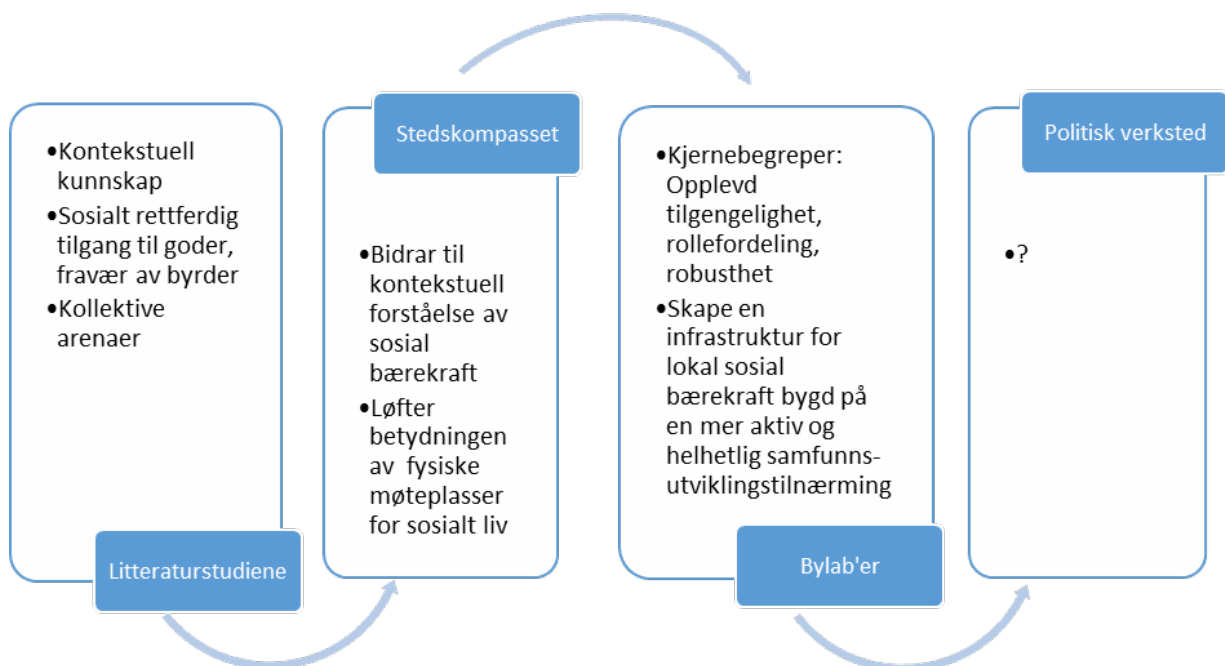 •Kontekstuell
kunnskap
•Sosialt rettferdig
tilgang til goder,
fravær av byrder
•Kollektive
arenaer
Litteraturstudiene
Stedskompasset
•Bidrar til
kontekstuell
forståelse av
sosial
bærekraft
•Løfter
betydningen
av fysiske
møteplasser
for sosialt liv
•Kjernebegreper:
Opplevd
tilgengelighet,
rollefordeling,
robusthet
•Skape en
infrastruktur for
lokal sosial
bærekraft bygd på
en mer aktiv og
helhetlig samfunns-
utviklingstilnærming
Bylab'er
Politisk verksted
•?